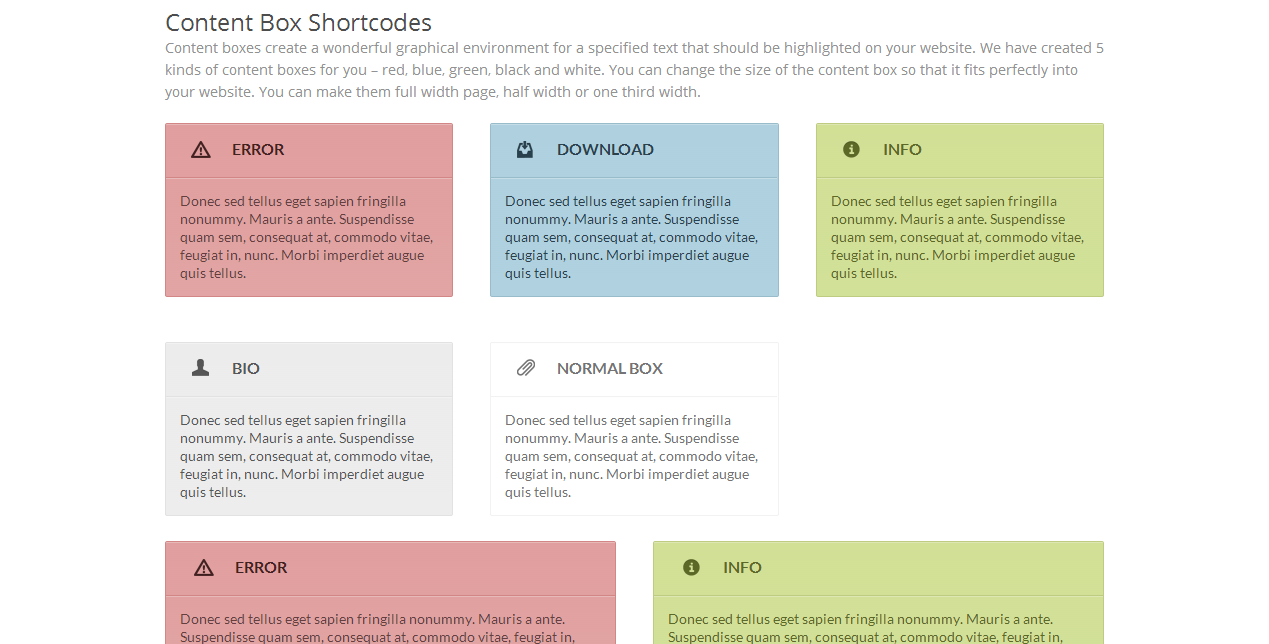 Content Box Shortcodes
Content boxes create a wonderful graphical environment for a specified text that should be highlighted on your website. We have created 5
kinds of content boxes for you – red, blue, green, black and white. You can change the size of the content box so that it fits perfectly into
your website. You can make them full width page, half width or one third width.
ERROR
Donec sed tellus eget sapien fringilla
nonummy. Mauris a ante. Suspendisse
quam sem, consequat at, commodo vitae,
feugiat in, nunc. Morbi imperdiet augue
quis tellus.
DOWNLOAD
Donec sed tellus eget sapien fringilla
nonummy. Mauris a ante. Suspendisse
quam sem, consequat at, commodo vitae,
feugiat in, nunc. Morbi imperdiet augue
quis tellus.
INFO
Donec sed tellus eget sapien fringilla
nonummy. Mauris a ante. Suspendisse
quam sem, consequat at, commodo vitae,
feugiat in, nunc. Morbi imperdiet augue
quis tellus.
BIO
Donec sed tellus eget sapien fringilla
nonummy. Mauris a ante. Suspendisse
quam sem, consequat at, commodo vitae,
feugiat in, nunc. Morbi imperdiet augue
quis tellus.
NORMAL BOX
Donec sed tellus eget sapien fringilla
nonummy. Mauris a ante. Suspendisse
quam sem, consequat at, commodo vitae,
feugiat in, nunc. Morbi imperdiet augue
quis tellus.
ERROR
Donec sed tellus eget sapien fringilla nonummy. Mauris a ante.
Suspendisse quam sem, consequat at, commodo vitae, feugiat in,
INFO
Donec sed tellus eget sapien fringilla nonummy. Mauris a ante.
Suspendisse quam sem, consequat at, commodo vitae, feugiat in,